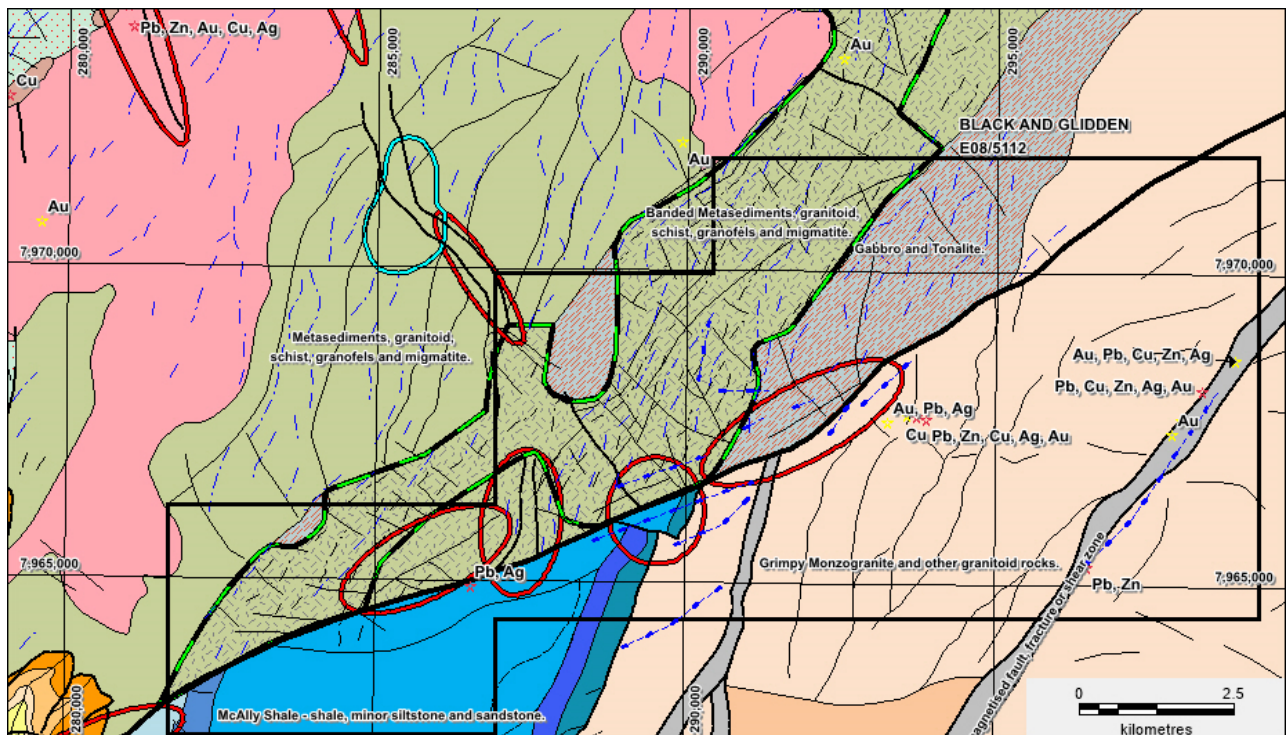 Pb, Zn, Au, Cu, Ag
280,000
285,000
290,000
295,000
Au
Cu
BLACK AND GLIDDEN
E08/5112
Au
Au
Banded Metasediments, granitoid,
schist, granofels and migmatite.
Gabbro and Tonalite.
7,970,000
7,970,000
Metasediments, granitoid,
schist, granofels and migmatite.
Au, Pb, Cu, Zn, Ag
Pb, Cu, Zn, Ag, Au
Au, Pb, Ag
Au
Cu
Pb, Zn, Cu, Ag, Au
7,965,000
Pb, Ag
Grimpy Monzogranite and other granitoid rocks.
7,965,000
Pb, Zn
fault, fracture or shear zone
280,000
McAlly Shale - shale, minor siltstone and sandstone.
290,000
0
2.5
kilometres